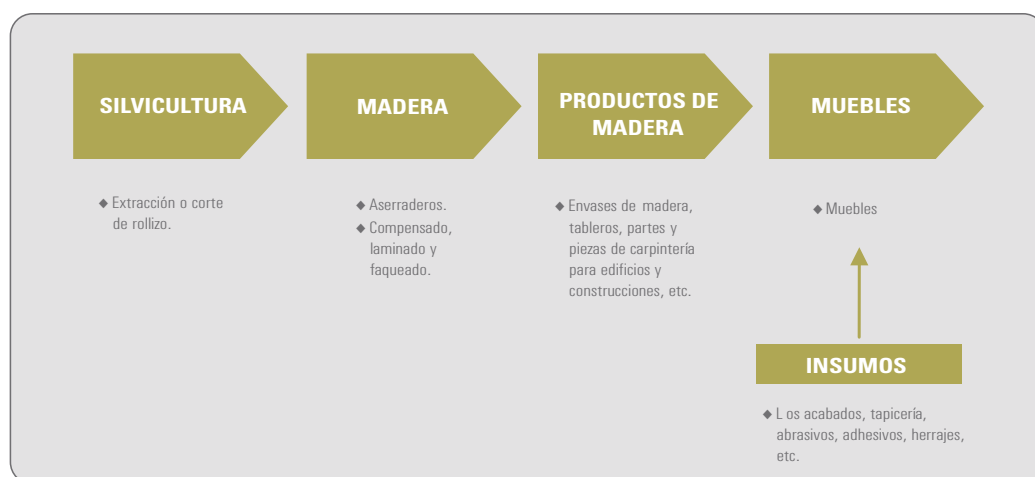 SILVICULTURA
◆ Extracción o corte
de rollizo.
MADERA
◆ Aserraderos.
◆ Compensado,
laminado y
faqueado.
PRODUCTOS DE
MADERA
◆ Envases de madera,
tableros, partes y
piezas de carpintería
para edificios y
construcciones, etc.
MUEBLES
◆ Muebles
INSUMOS
◆ L os acabados, tapicería,
abrasivos, adhesivos, herrajes,
etc.